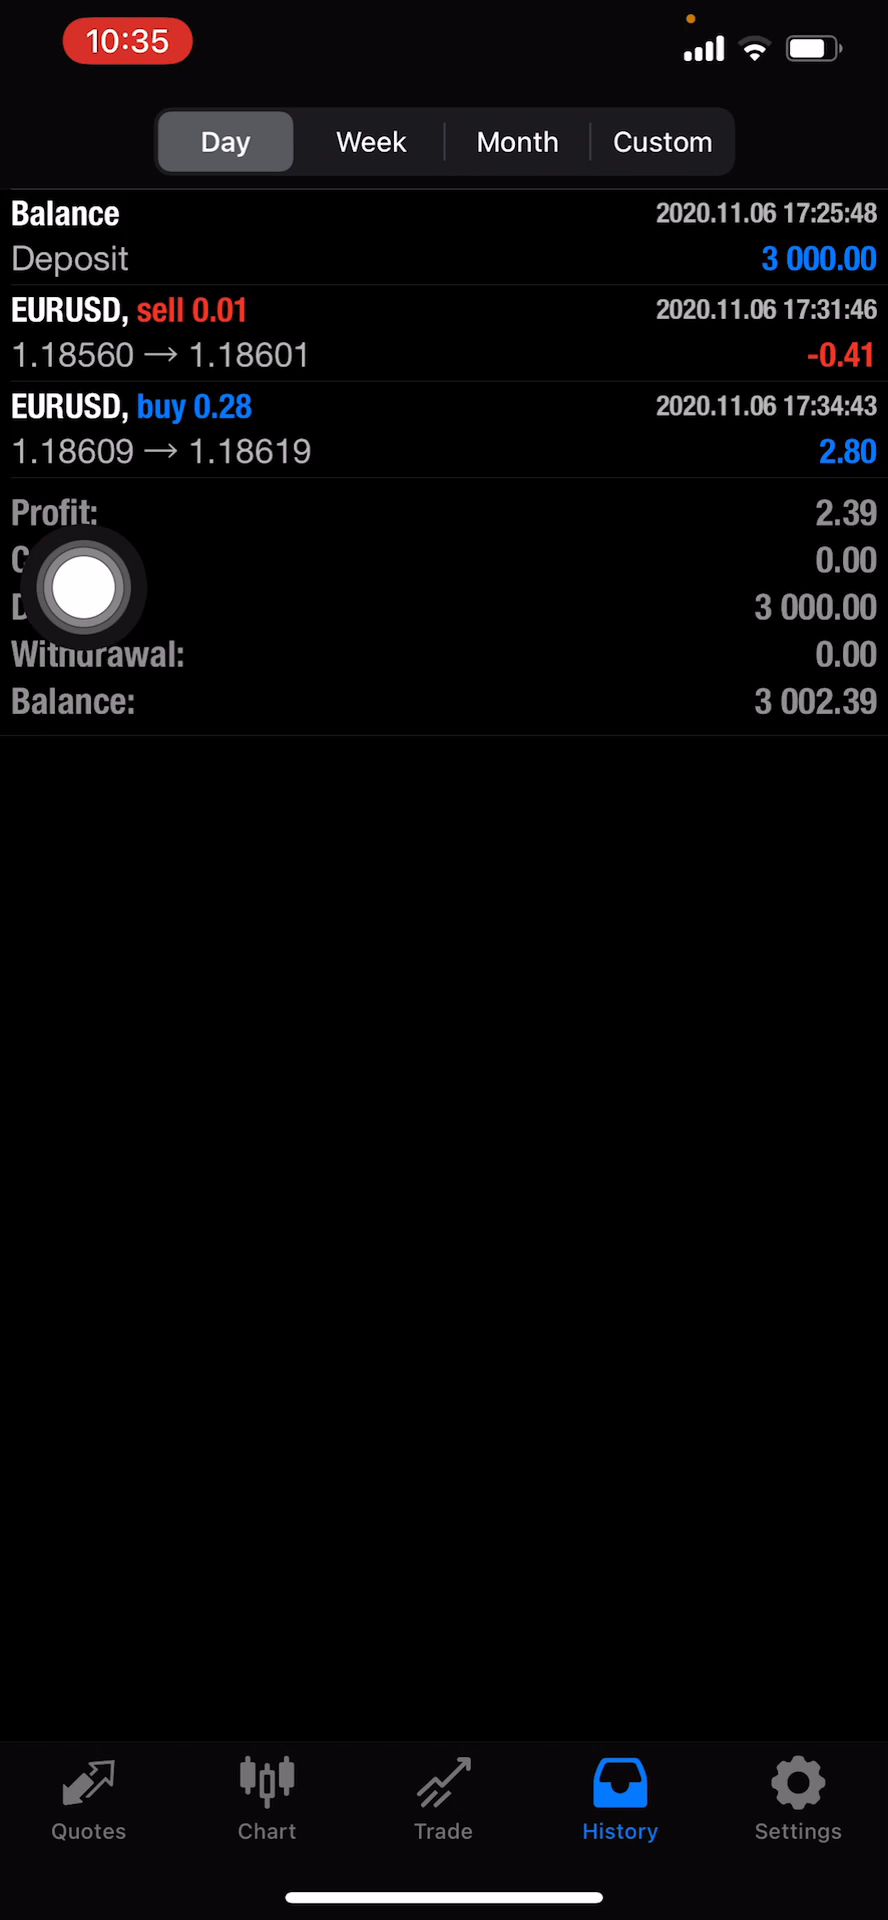 10:35
Day Week Month Custom
Balance 2020.11.06 17:25:48
Deposit 3 000.00
EURUSD, sell 0.01 2020.11.06 17:31:46
1.18560 → 1.18601 -0.41
EURUSD, buy 0.28 2020.11.06 17:34:43
1.18609 → 1.18619 2.80
Profit: 2.39
0.00
3 000.00
Withdrawal: 0.00
Balance: 3 002.39
Quotes Chart Trade History Settings